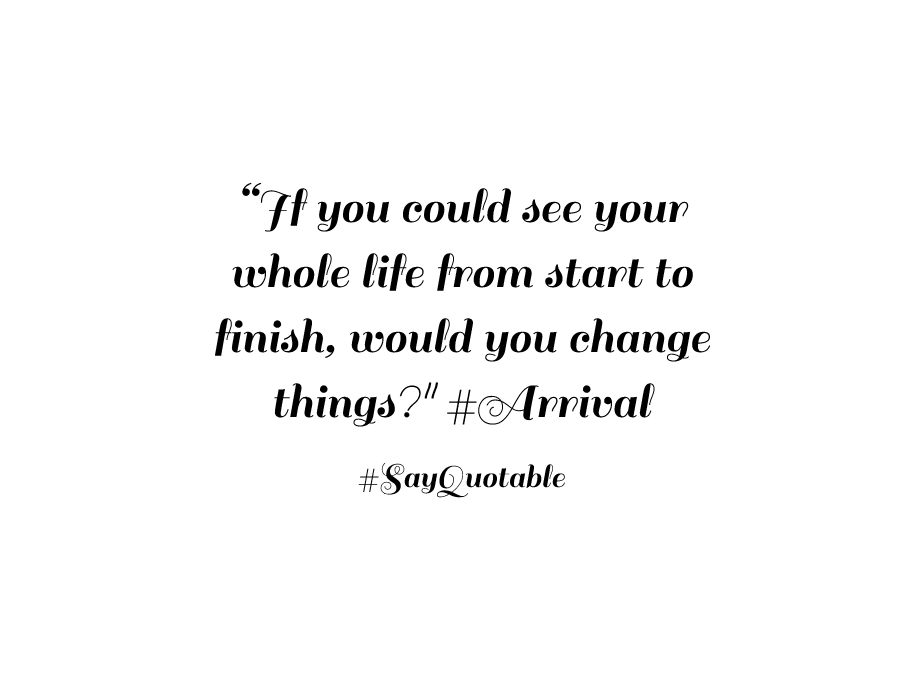 “If you could see your
whole life from start to
finish, would you change
things?" #Arrival
#SayQuotable